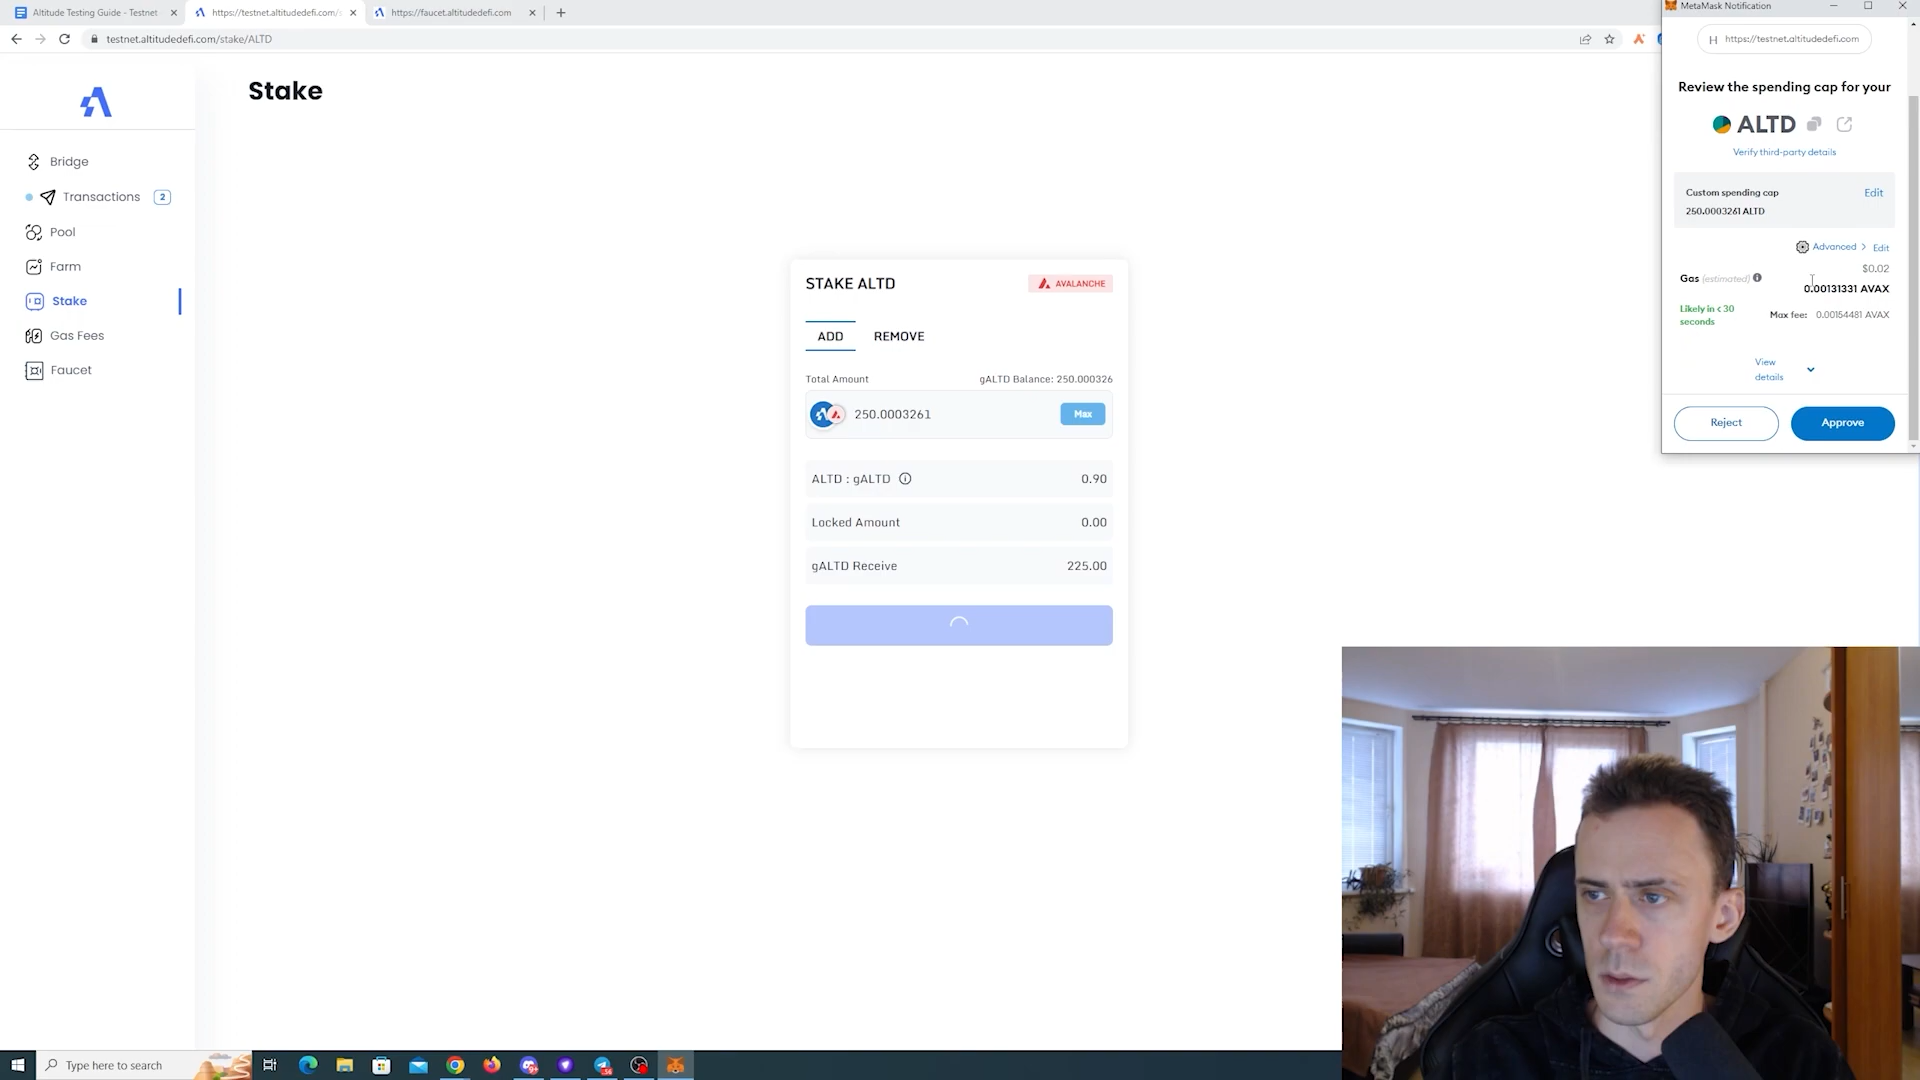 Altitude Testing Guide - Testnet
https://testnet.altitudedefi.com/s
https://faucet.altitudedefi.com
testnet.altitudedefi.com/stake/ALTD
Stake
Bridge
Transactions 2
Pool
Farm
Stake
Gas Fees
Faucet
STAKE ALTD AVALANCHE
ADD REMOVE
Total Amount gALTD Balance: 250.000326
250.0003261 Max
ALTD : gALTD 0.90
Locked Amount 0.00
gALTD Receive 225.00
MetaMask Notification
H https://testnet.altitudedefi.com
Review the spending cap for your
ALTD
Verify third-party details
Custom spending cap Edit
250.0003261 ALTD
Advanced Edit
$0.02
Gas (estimated) 0.00131331 AVAX
Likely in < 30
seconds
Max fee: 0.00154481 AVAX
View
details
Reject Approve
Type here to search